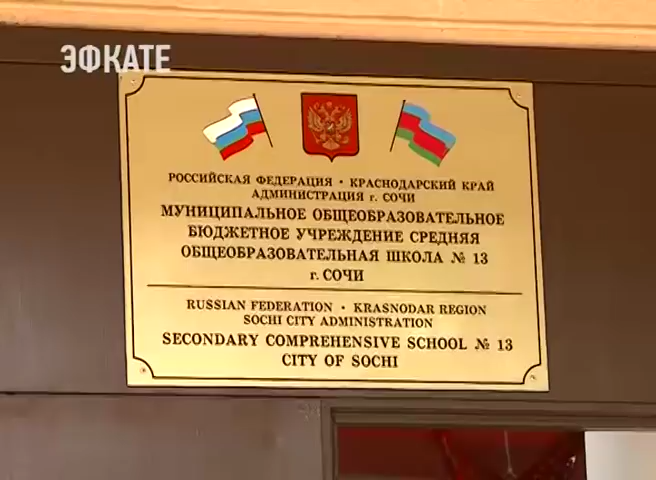 ЭФКАТЕ
РОССИЙСКАЯ ФЕДЕРАЦИЯ · КРАСНОДАРСКИЙ КРАЙ
АДМИНИСТРАЦИЯ г. СОЧИ
МУНИЦИПАЛЬНОЕ ОБЩЕОБРАЗОВАТЕЛЬНОЕ
БЮДЖЕТНОЕ УЧРЕЖДЕНИЕ СРЕДНЯЯ
ОБЩЕОБРАЗОВАТЕЛЬНАЯ ШКОЛА № 13
г. СОЧИ
RUSSIAN FEDERATION · KRASNODAR REGION
SOCHI CITY ADMINISTRATION
SECONDARY COMPREHENSIVE SCHOOL № 13
CITY OF SOCHI